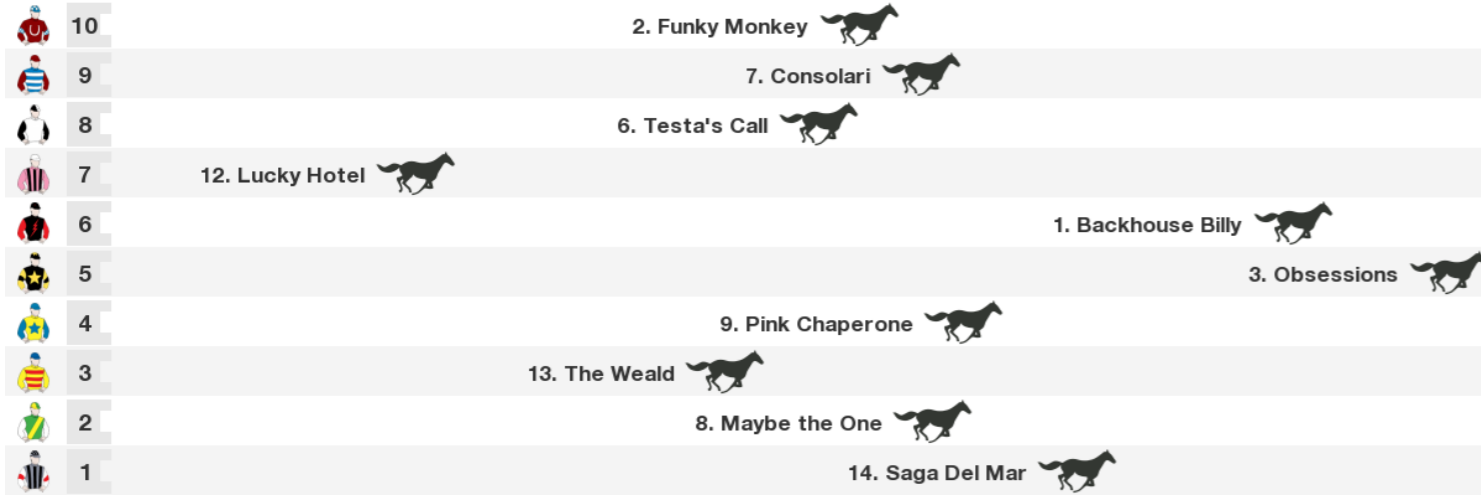 10 2. Funky Monkey
9 7. Consolari
8 6. Testa's Call
7 12. Lucky Hotel
6 1. Backhouse Billy
5 3. Obsessions
4 9. Pink Chaperone
3 13. The Weald
2 8. Maybe the One
1 14. Saga Del Mar